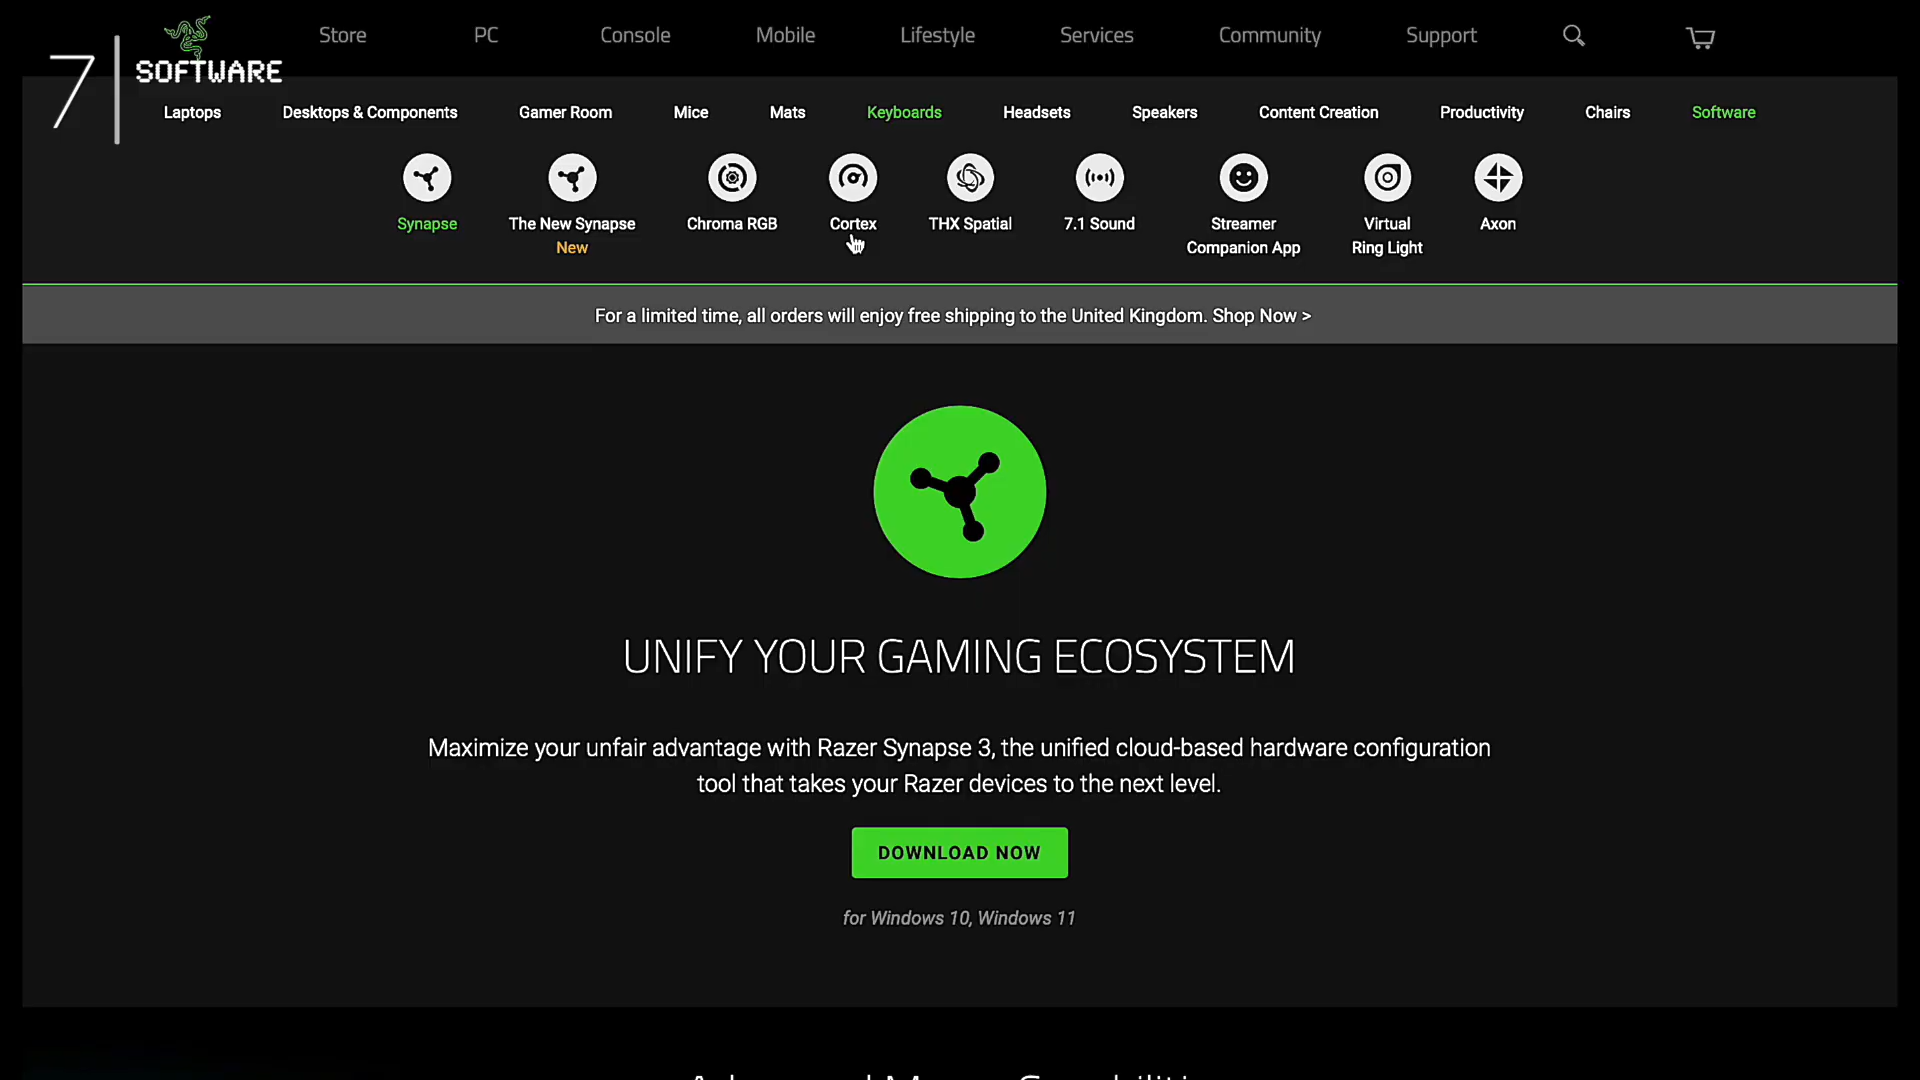 Store PC Console Mobile Lifestyle Services Community Support
7 SOFTWARE
Laptops Desktops & Components Gamer Room Mice Mats Keyboards Headsets Speakers Content Creation Productivity Chairs Software
Synapse The New Synapse Chroma RGB Cortex THX Spatial 7.1 Sound Streamer Virtual Axon
New Companion App Ring Light
For a limited time, all orders will enjoy free shipping to the United Kingdom. Shop Now >
UNIFY YOUR GAMING ECOSYSTEM
Maximize your unfair advantage with Razer Synapse 3, the unified cloud-based hardware configuration
tool that takes your Razer devices to the next level.
DOWNLOAD NOW
for Windows 10, Windows 11